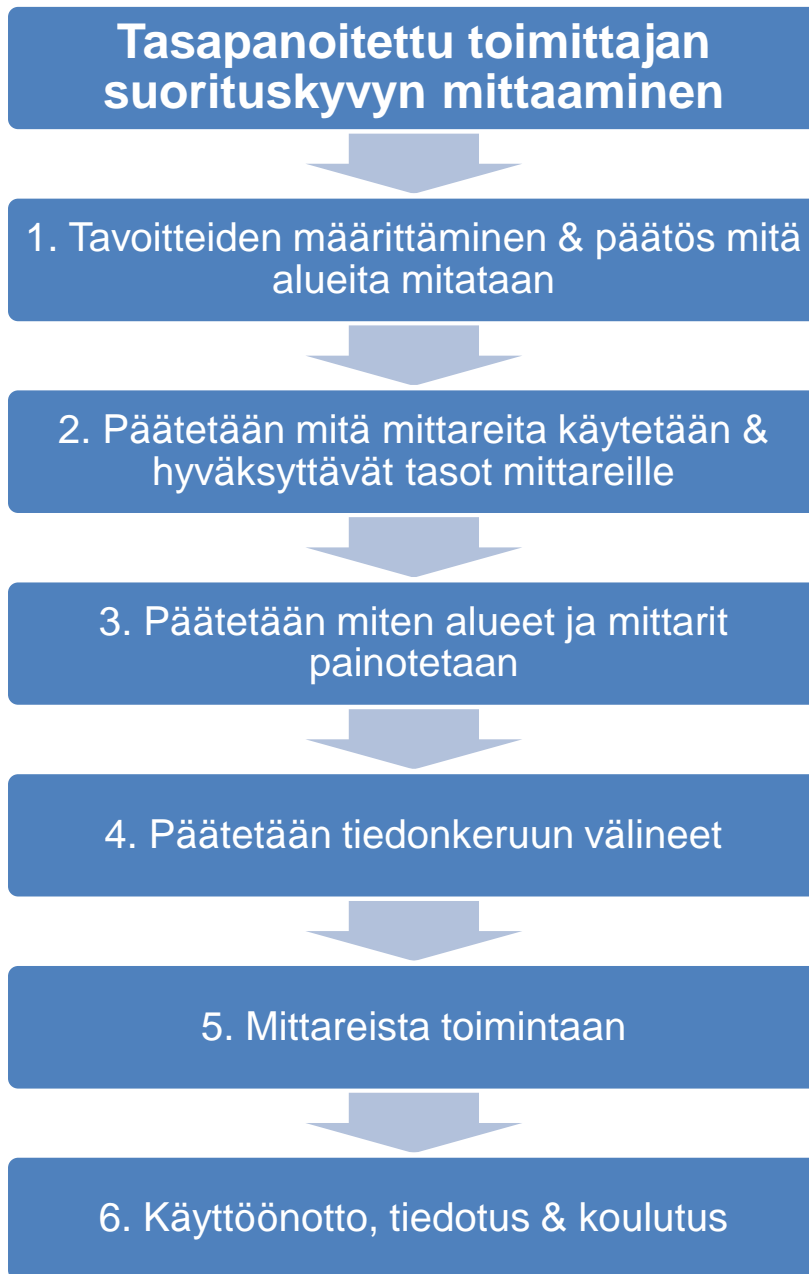 Tasapanoitettu toimittajan
suorituskyvyn mittaaminen
1. Tavoitteiden määrittäminen & päätös mitä
alueita mitataan
2. Päätetään mitä mittareita käytetään &
hyväksyttävät tasot mittareille
3. Päätetään miten alueet ja mittarit
painotetaan
4. Päätetään tiedonkeruun välineet
5. Mittareista toimintaan
6. Käyttöönotto, tiedotus & koulutus